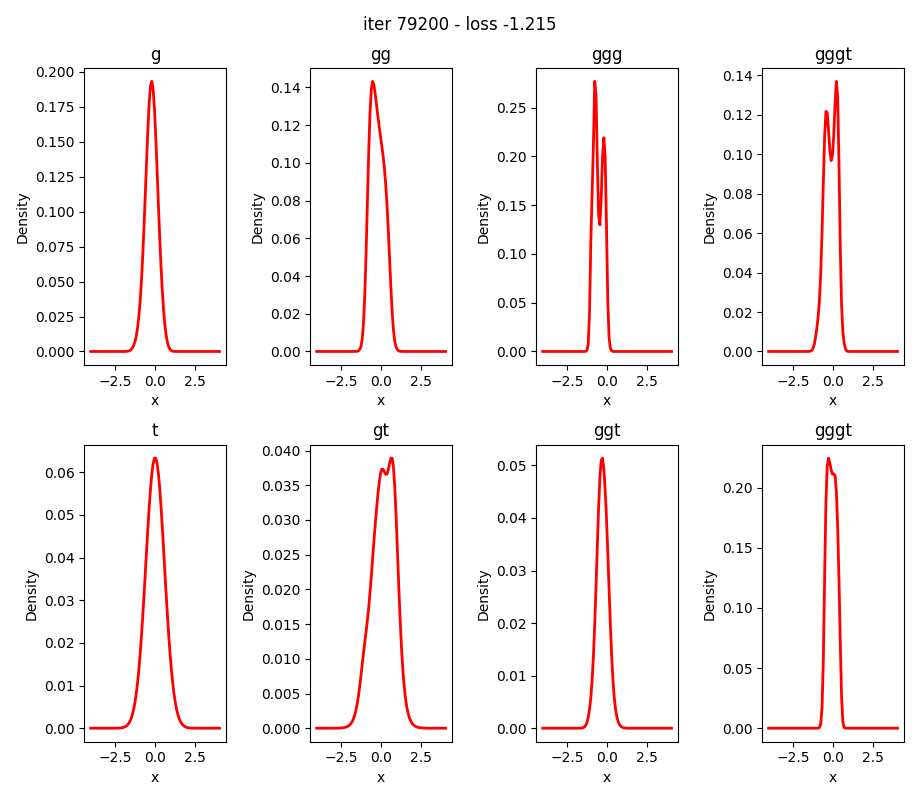 iter 79200 - loss -1.215
g
gg
ggg
gggt
0.200
0.175
0.150
0.125
0.100
0.075
0.050
0.025
0.000
Density
−2.5 0.0 2.5
x
0.14
0.12
0.10
0.08
0.06
0.04
0.02
0.00
Density
−2.5 0.0 2.5
x
0.25
0.20
0.15
0.10
0.05
0.00
Density
−2.5 0.0 2.5
x
0.14
0.12
0.10
0.08
0.06
0.04
0.02
0.00
Density
−2.5 0.0 2.5
x
t
gt
ggt
gggt
0.06
0.05
0.04
0.03
0.02
0.01
0.00
Density
−2.5 0.0 2.5
x
0.040
0.035
0.030
0.025
0.020
0.015
0.010
0.005
0.000
Density
−2.5 0.0 2.5
x
0.05
0.04
0.03
0.02
0.01
0.00
Density
−2.5 0.0 2.5
x
0.20
0.15
0.10
0.05
0.00
Density
−2.5 0.0 2.5
x